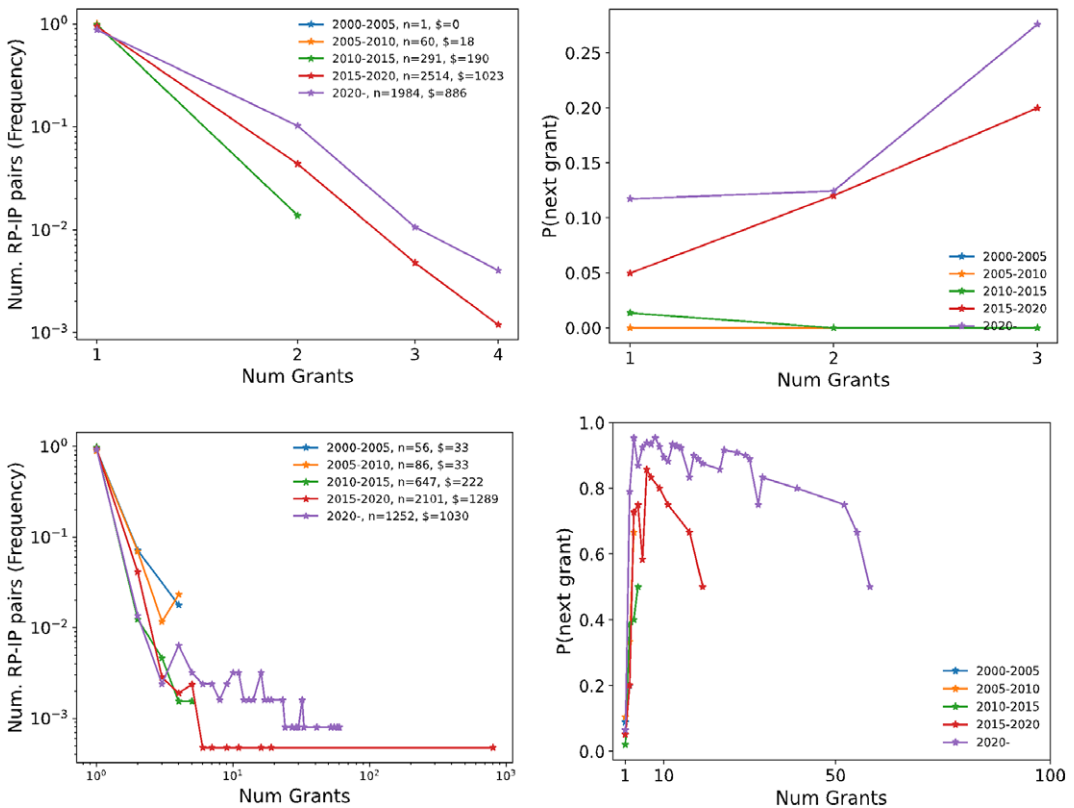 10⁰
10⁻¹
10⁻²
10⁻³
Num. RP-IP pairs (Frequency)
2000-2005, n=1, $=0
2005-2010, n=60, $=18
2010-2015, n=291, $=190
2015-2020, n=2514, $=1023
2020-, n=1984, $=886
1 2 3 4
Num Grants
0.25
0.20
0.15
0.10
0.05
0.00
P(next grant)
2000-2005
2005-2010
2010-2015
2015-2020
2020-
1 2 3
Num Grants
10⁰
10⁻¹
10⁻²
10⁻³
Num. RP-IP pairs (Frequency)
2000-2005, n=56, $=33
2005-2010, n=86, $=33
2010-2015, n=647, $=222
2015-2020, n=2101, $=1289
2020-, n=1252, $=1030
10⁰ 10¹ 10² 10³
Num Grants
1.0
0.8
0.6
0.4
0.2
0.0
P(next grant)
2000-2005
2005-2010
2010-2015
2015-2020
2020-
1 10 50 100
Num Grants